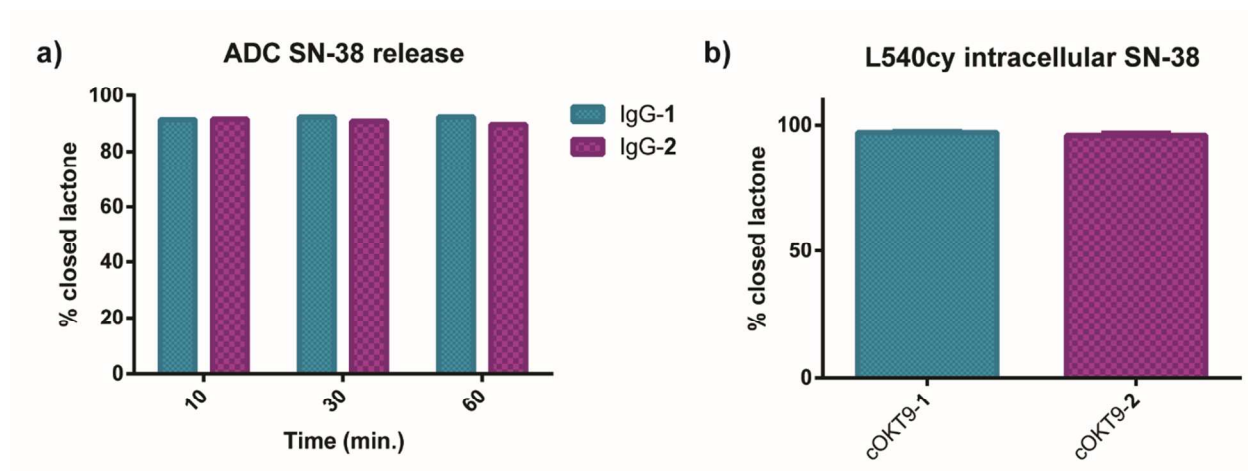 a)
ADC SN-38 release
% closed lactone
100
80
60
40
20
0
10
30
60
Time (min.)
IgG-1
IgG-2
b)
L540cy intracellular SN-38
% closed lactone
100
50
0
cOKT9-1
cOKT9-2